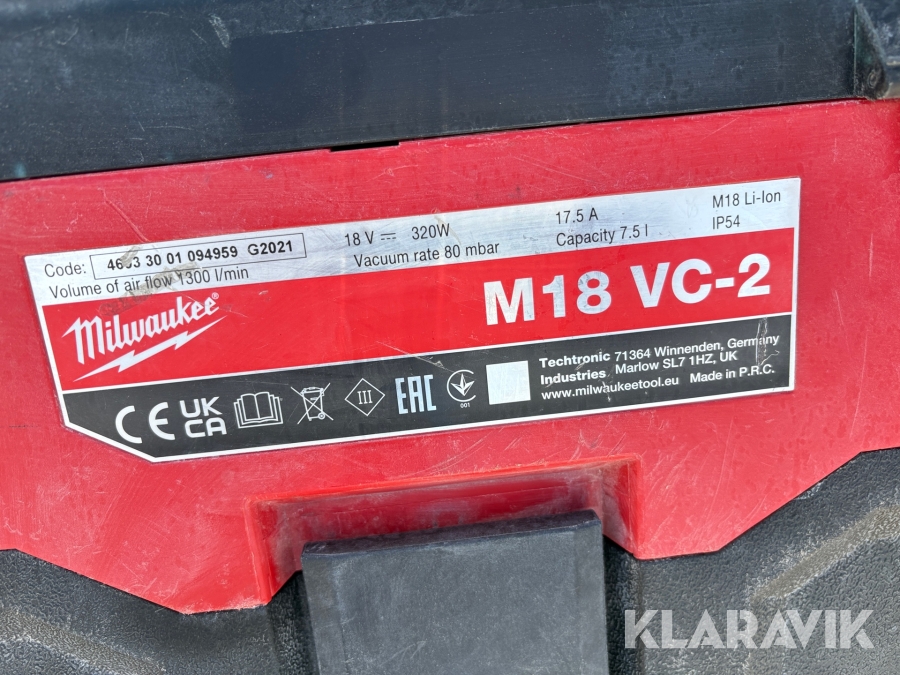 Code: 30 01 094959 G2021
18 V 320W
17.5 A
M18 Li-Ion
Volume of air flow 1300 l/min
Vacuum rate 80 mbar
Capacity 7.5 l
IP54
Milwaukee®
M18 VC-2
Techtronic 71364 Winnenden, Germany
Industries Marlow SL7 1HZ, UK
www.milwaukeetool.eu Made in P.R.C.
CE UK CA III EAC 001
KLARAVIK